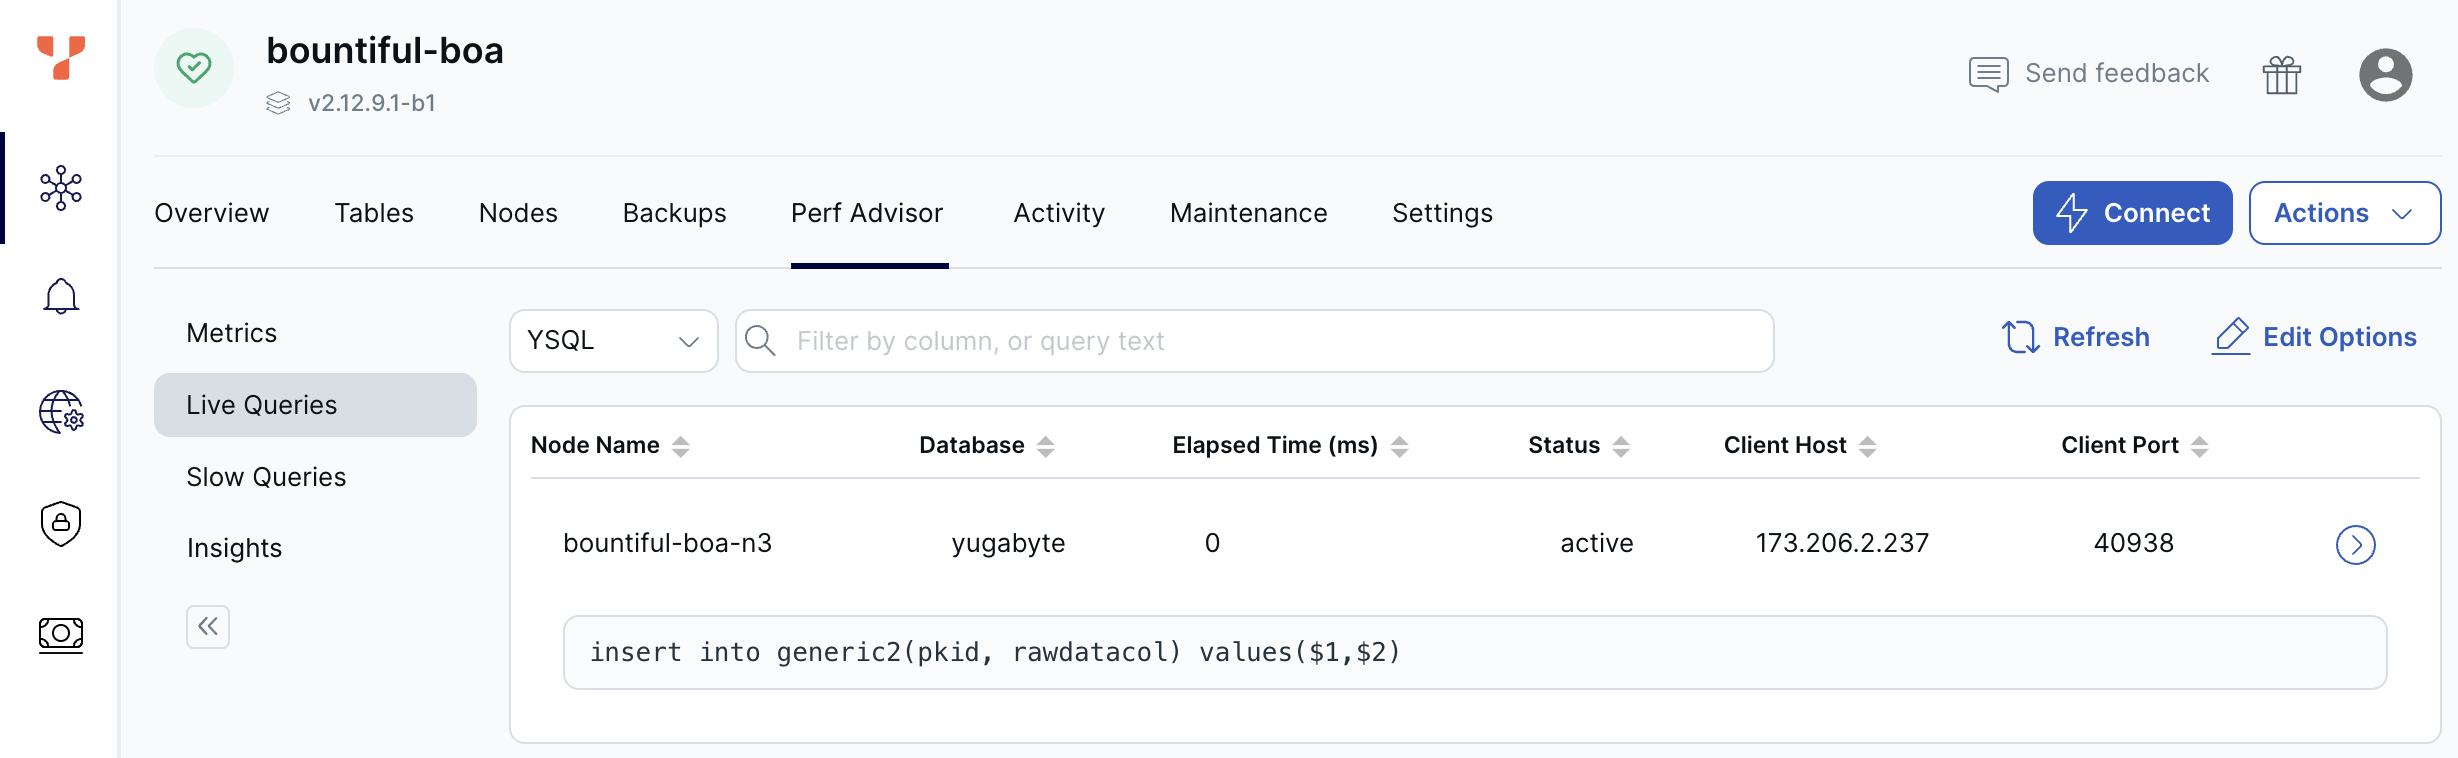 bountiful-boa
v2.12.9.1-b1
Send feedback
Overview Tables Nodes Backups Perf Advisor Activity Maintenance Settings Connect Actions
Metrics
Live Queries
Slow Queries
Insights
YSQL Filter by column, or query text Refresh Edit Options
Node Name Database Elapsed Time (ms) Status Client Host Client Port
bountiful-boa-n3 yugabyte 0 active 173.206.2.237 40938
insert into generic2(pkid, rawdatacol) values($1,$2)